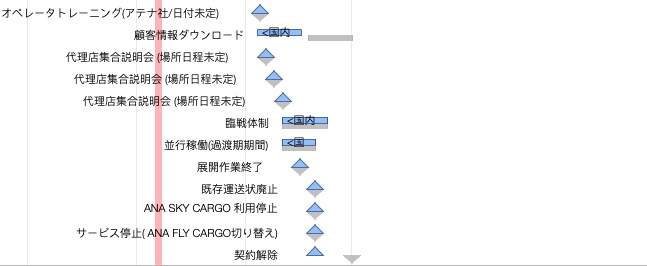 オペレータトレーニング(アテナ社/日付未定)
顧客情報ダウンロード <国内
代理店集合説明会 (場所日程未定)
代理店集合説明会 (場所日程未定)
代理店集合説明会 (場所日程未定)
臨戦体制 <国内
並行稼働(過渡期期間) <国
展開作業終了
既存運送状廃止
ANA SKY CARGO 利用停止
サービス停止( ANA FLY CARGO切り替え)
契約解除